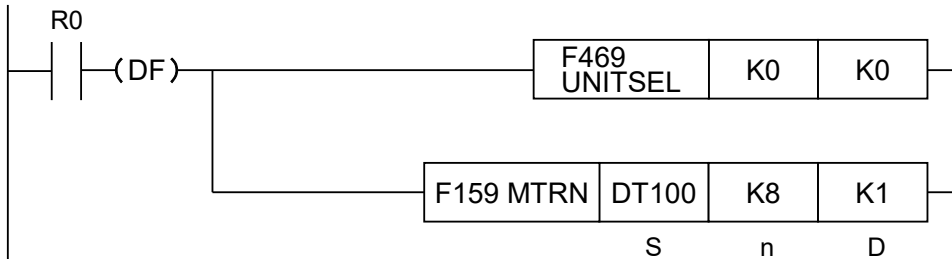 R0
(DF)
F469 UNITSEL K0 K0
F159 MTRN DT100 K8 K1
S n D